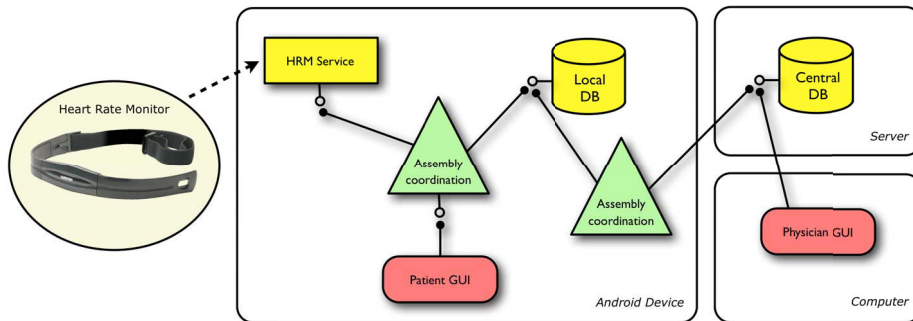 Heart Rate Monitor
HRM Service
Local
DB
Assembly
coordination
Assembly
coordination
Patient GUI
Android Device
Central
DB
Server
Physician GUI
Computer